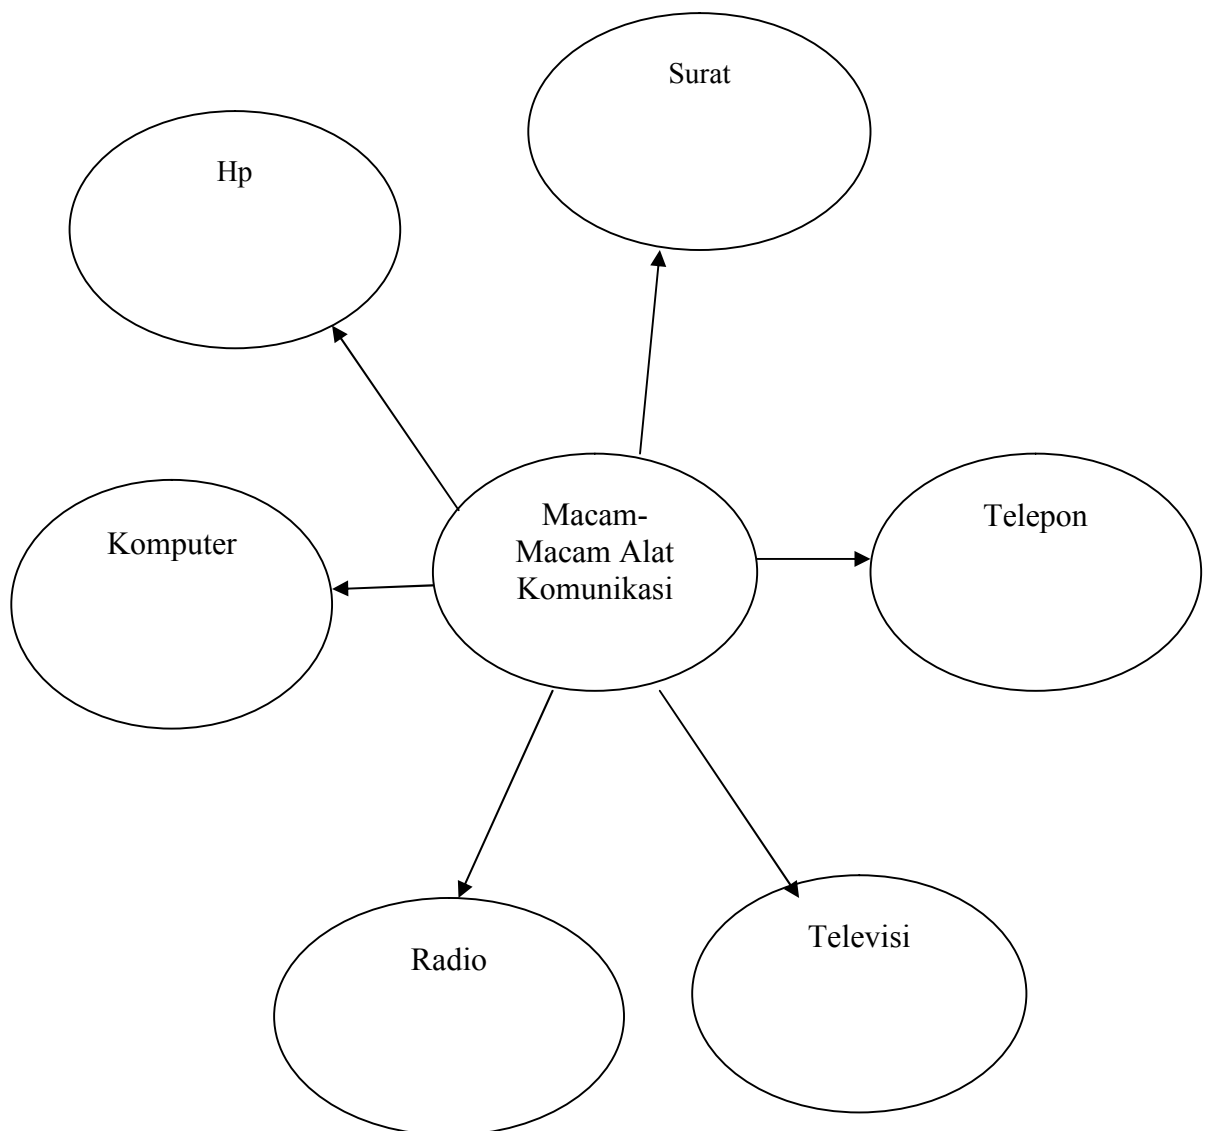 Surat
Hp
Macam-
Macam Alat
Komunikasi
Telepon
Komputer
Televisi
Radio